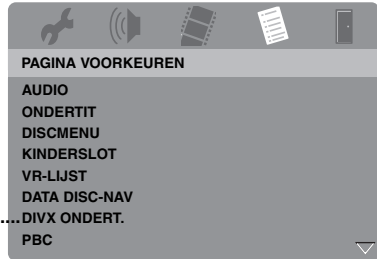 PAGINA VOORKEUREN
AUDIO
ONDERTIT
DISCMENU
KINDERSLOT
VR-LIJST
DATA DISC-NAV
....DIVX ONDERT.
PBC